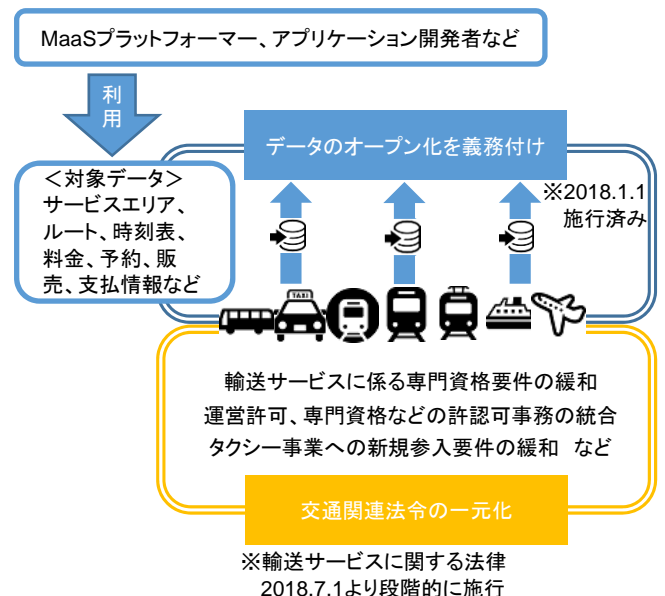 MaaSプラットフォーマー、アプリケーション開発者など
利
用
データのオープン化を義務付け
＜対象データ＞
サービスエリア、
ルート、時刻表、
料金、予約、販
売、支払情報など
※2018.1.1
施行済み
TAXI
輸送サービスに係る専門資格要件の緩和
運営許可、専門資格などの許認可事務の統合
タクシー事業への新規参入要件の緩和 など
交通関連法令の一元化
※輸送サービスに関する法律
2018.7.1より段階的に施行